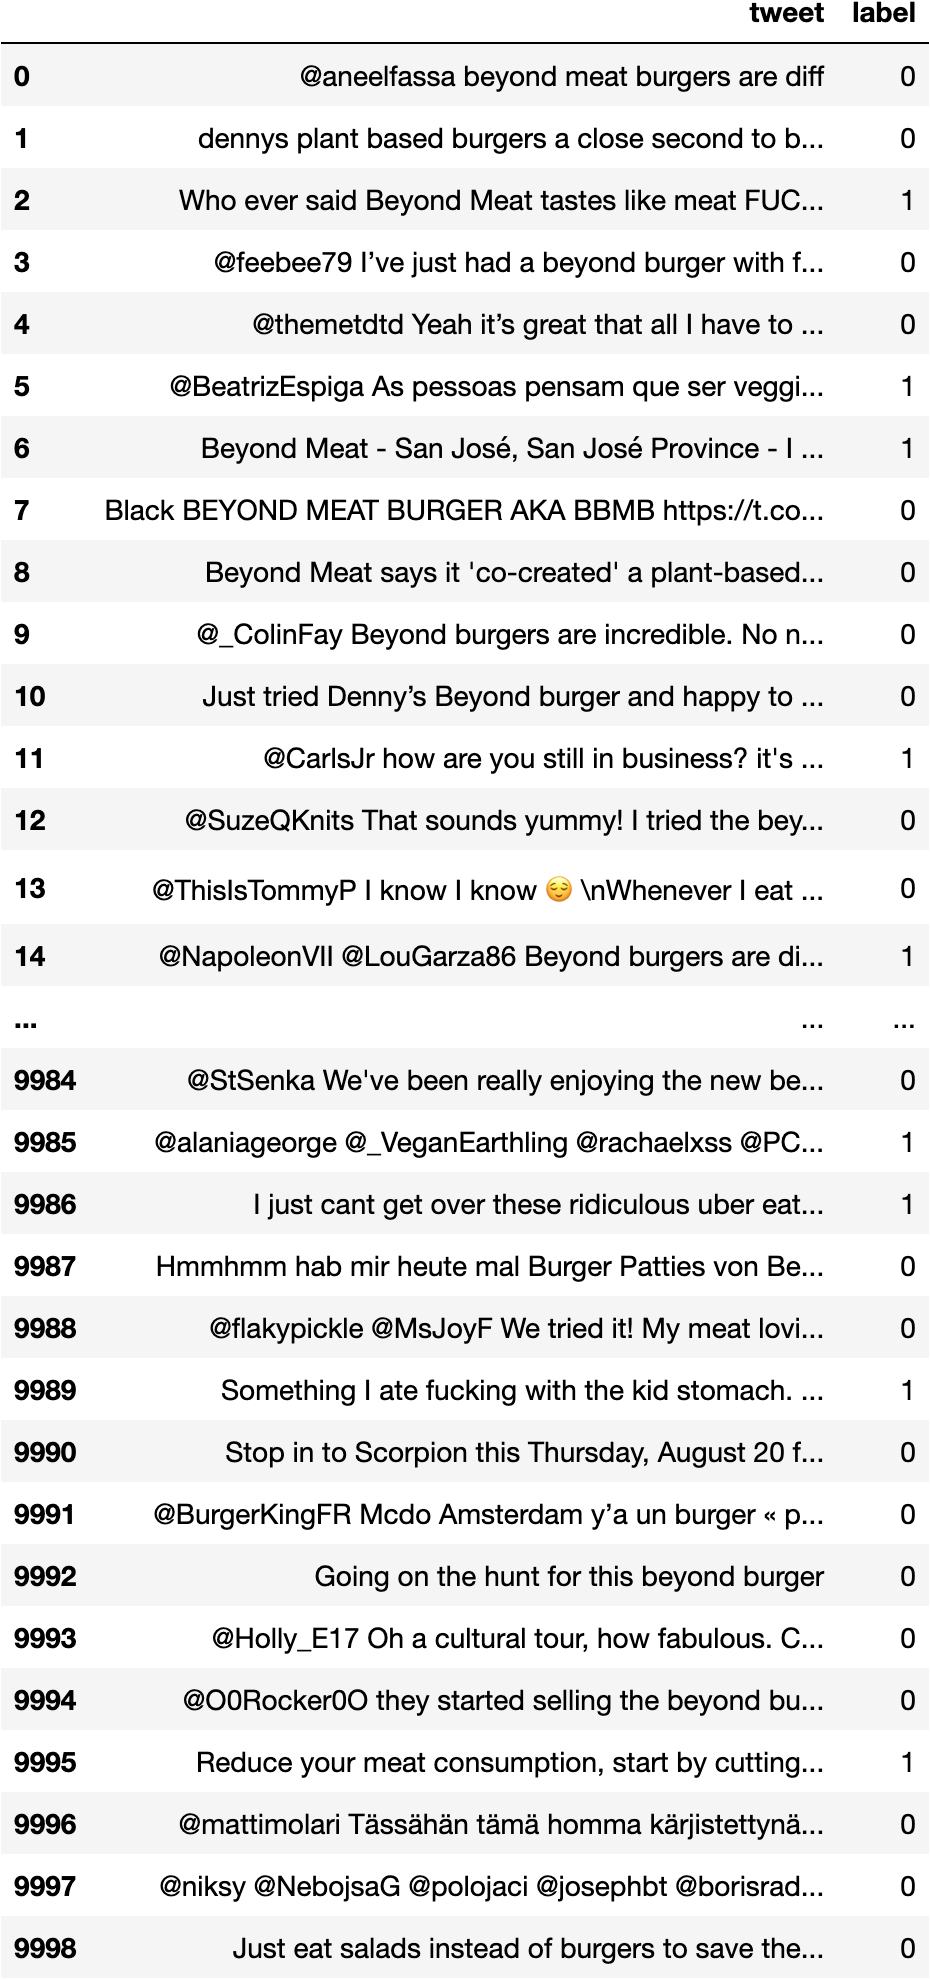 tweet label
0 @aneelfassa beyond meat burgers are diff 0
1 dennys plant based burgers a close second to b... 0
2 Who ever said Beyond Meat tastes like meat FUC... 1
3 @feebee79 I’ve just had a beyond burger with f... 0
4 @themetdtd Yeah it’s great that all I have to ... 0
5 @BeatrizEspiga As pessoas pensam que ser veggi... 1
6 Beyond Meat - San José, San José Province - I ... 1
7 Black BEYOND MEAT BURGER AKA BBMB https://t.co... 0
8 Beyond Meat says it 'co-created' a plant-based... 0
9 @_ColinFay Beyond burgers are incredible. No n... 0
10 Just tried Denny’s Beyond burger and happy to ... 0
11 @CarlsJr how are you still in business? it's ... 1
12 @SuzeQKnits That sounds yummy! I tried the bey... 0
13 @ThisIsTommyP I know I know 😌 \nWhenever I eat ... 0
14 @NapoleonVII @LouGarza86 Beyond burgers are di... 1
... ... ...
9984 @StSenka We've been really enjoying the new be... 0
9985 @alaniageorge @_VeganEarthling @rachaelxss @PC... 1
9986 I just cant get over these ridiculous uber eat... 1
9987 Hmmhmm hab mir heute mal Burger Patties von Be... 0
9988 @flakypickle @MsJoyF We tried it! My meat lovi... 0
9989 Something I ate fucking with the kid stomach. ... 1
9990 Stop in to Scorpion this Thursday, August 20 f... 0
9991 @BurgerKingFR Mcdo Amsterdam y’a un burger « p... 0
9992 Going on the hunt for this beyond burger 0
9993 @Holly_E17 Oh a cultural tour, how fabulous. C... 0
9994 @O0Rocker0O they started selling the beyond bu... 0
9995 Reduce your meat consumption, start by cutting... 1
9996 @mattimolari Tässähän tämä homma kärjistettynä... 0
9997 @niksy @NebojsaG @polojaci @josephbt @borisrad... 0
9998 Just eat salads instead of burgers to save the... 0